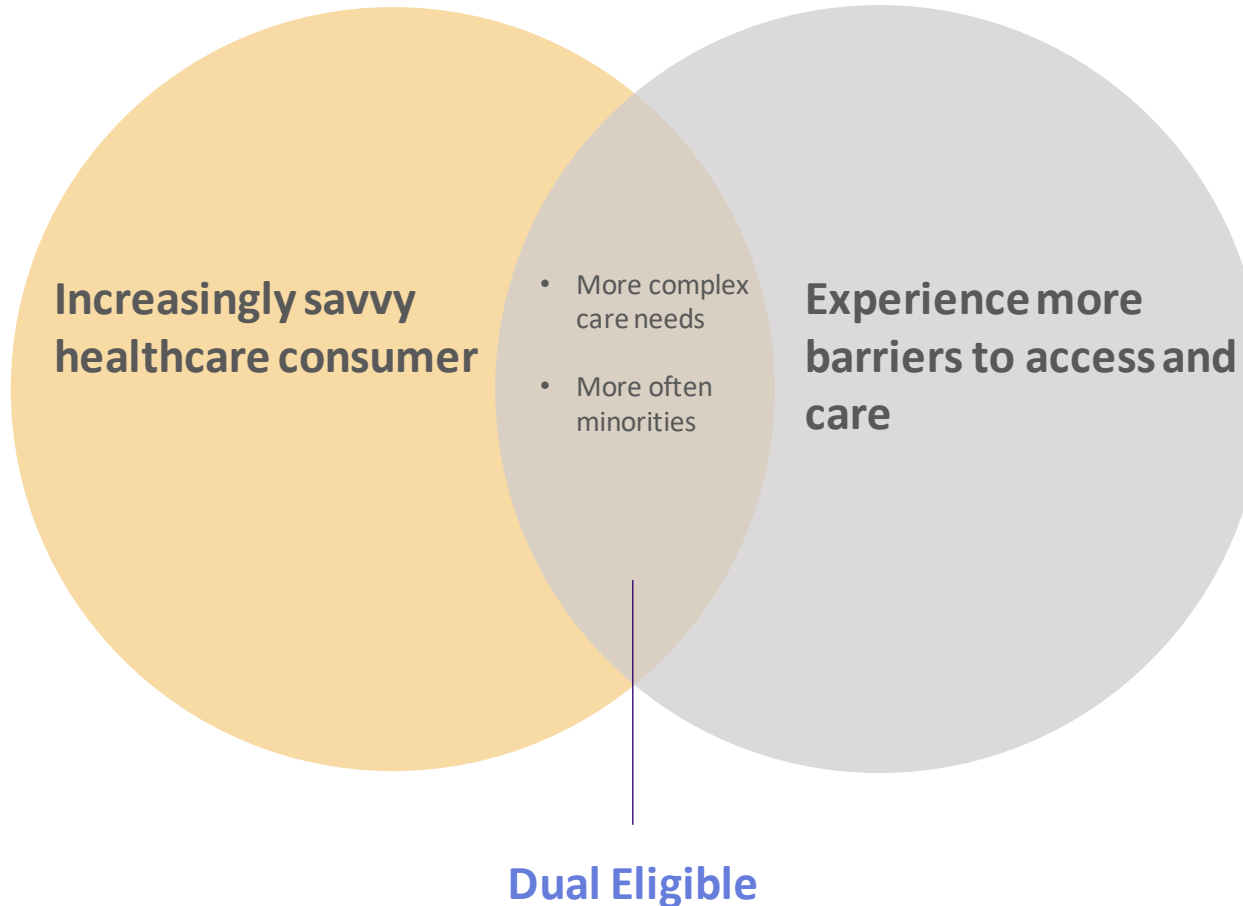 Increasingly savvy
healthcare consumer
• More complex
care needs
• More often
minorities
Experience more
barriers to access and
care
Dual Eligible